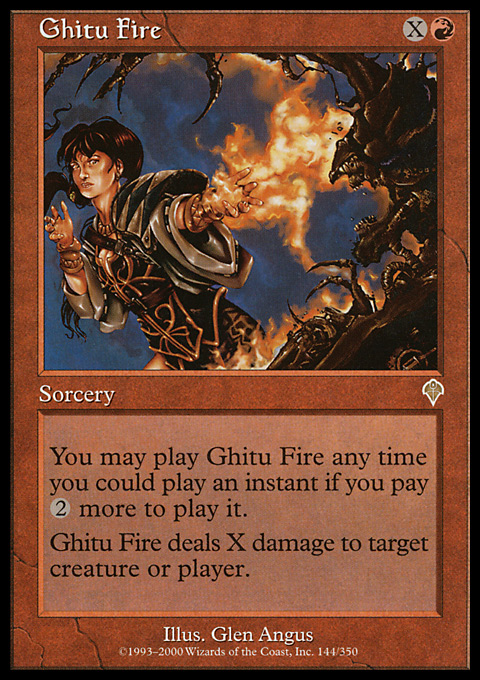 Ghitu Fire X
Sorcery
You may play Ghitu Fire any time
you could play an instant if you pay
2 more to play it.
Ghitu Fire deals X damage to target
creature or player.
Illus. Glen Angus
©1993–2000 Wizards of the Coast, Inc. 144/350